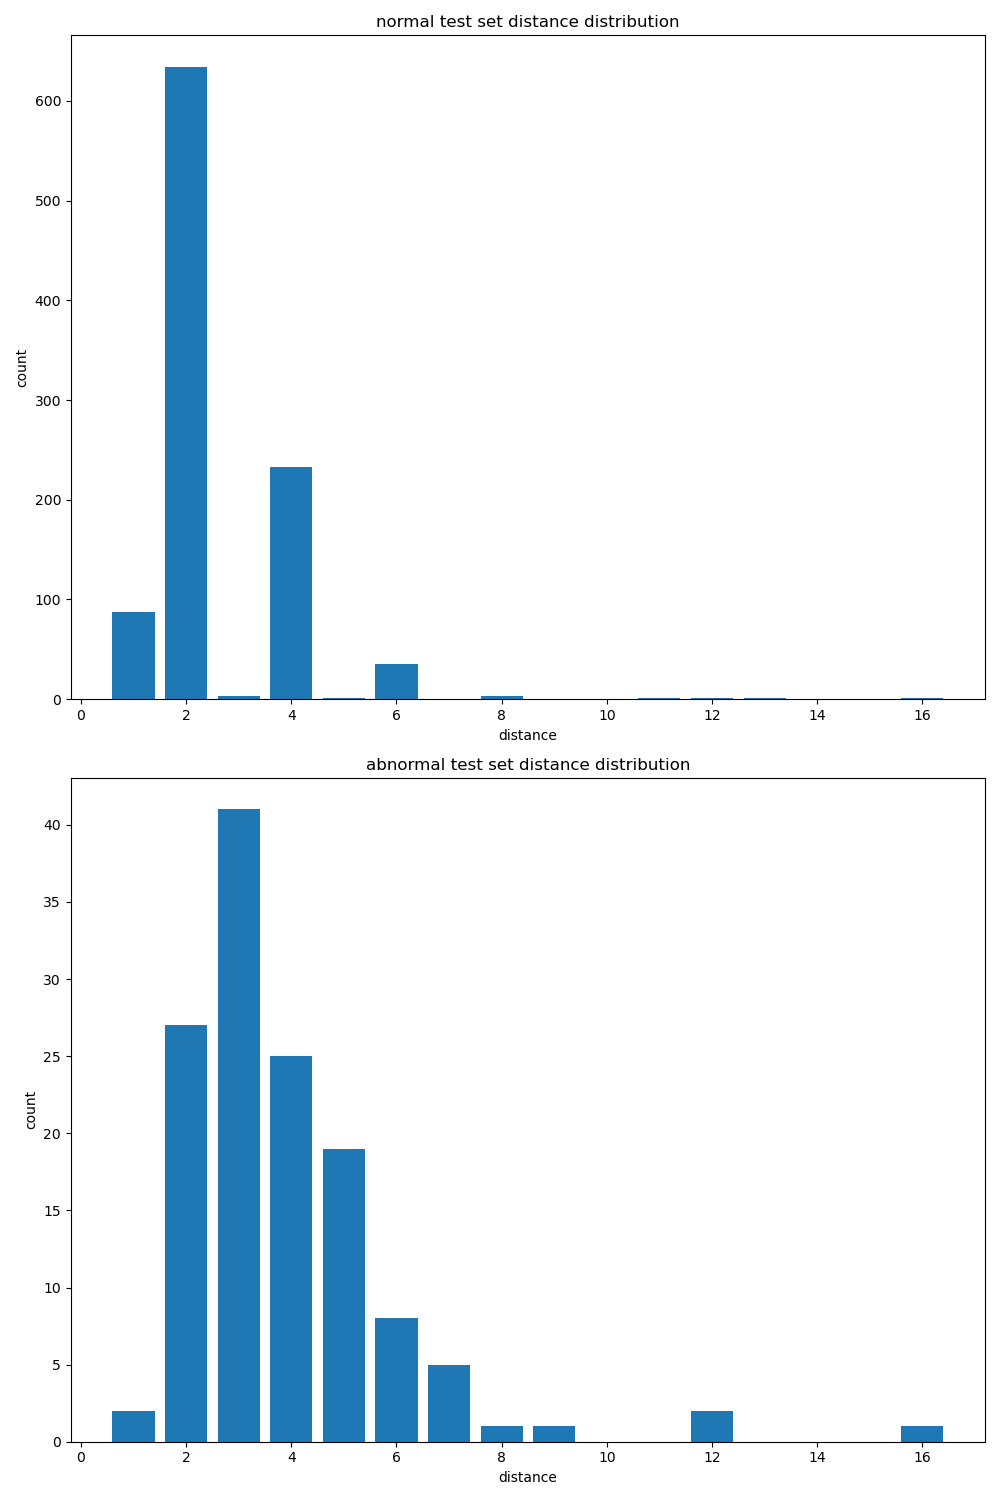 normal test set distance distribution
600
500
400
300
200
100
0
count
0 2 4 6 8 10 12 14 16
distance
abnormal test set distance distribution
40
35
30
25
20
15
10
5
0
count
0 2 4 6 8 10 12 14 16
distance